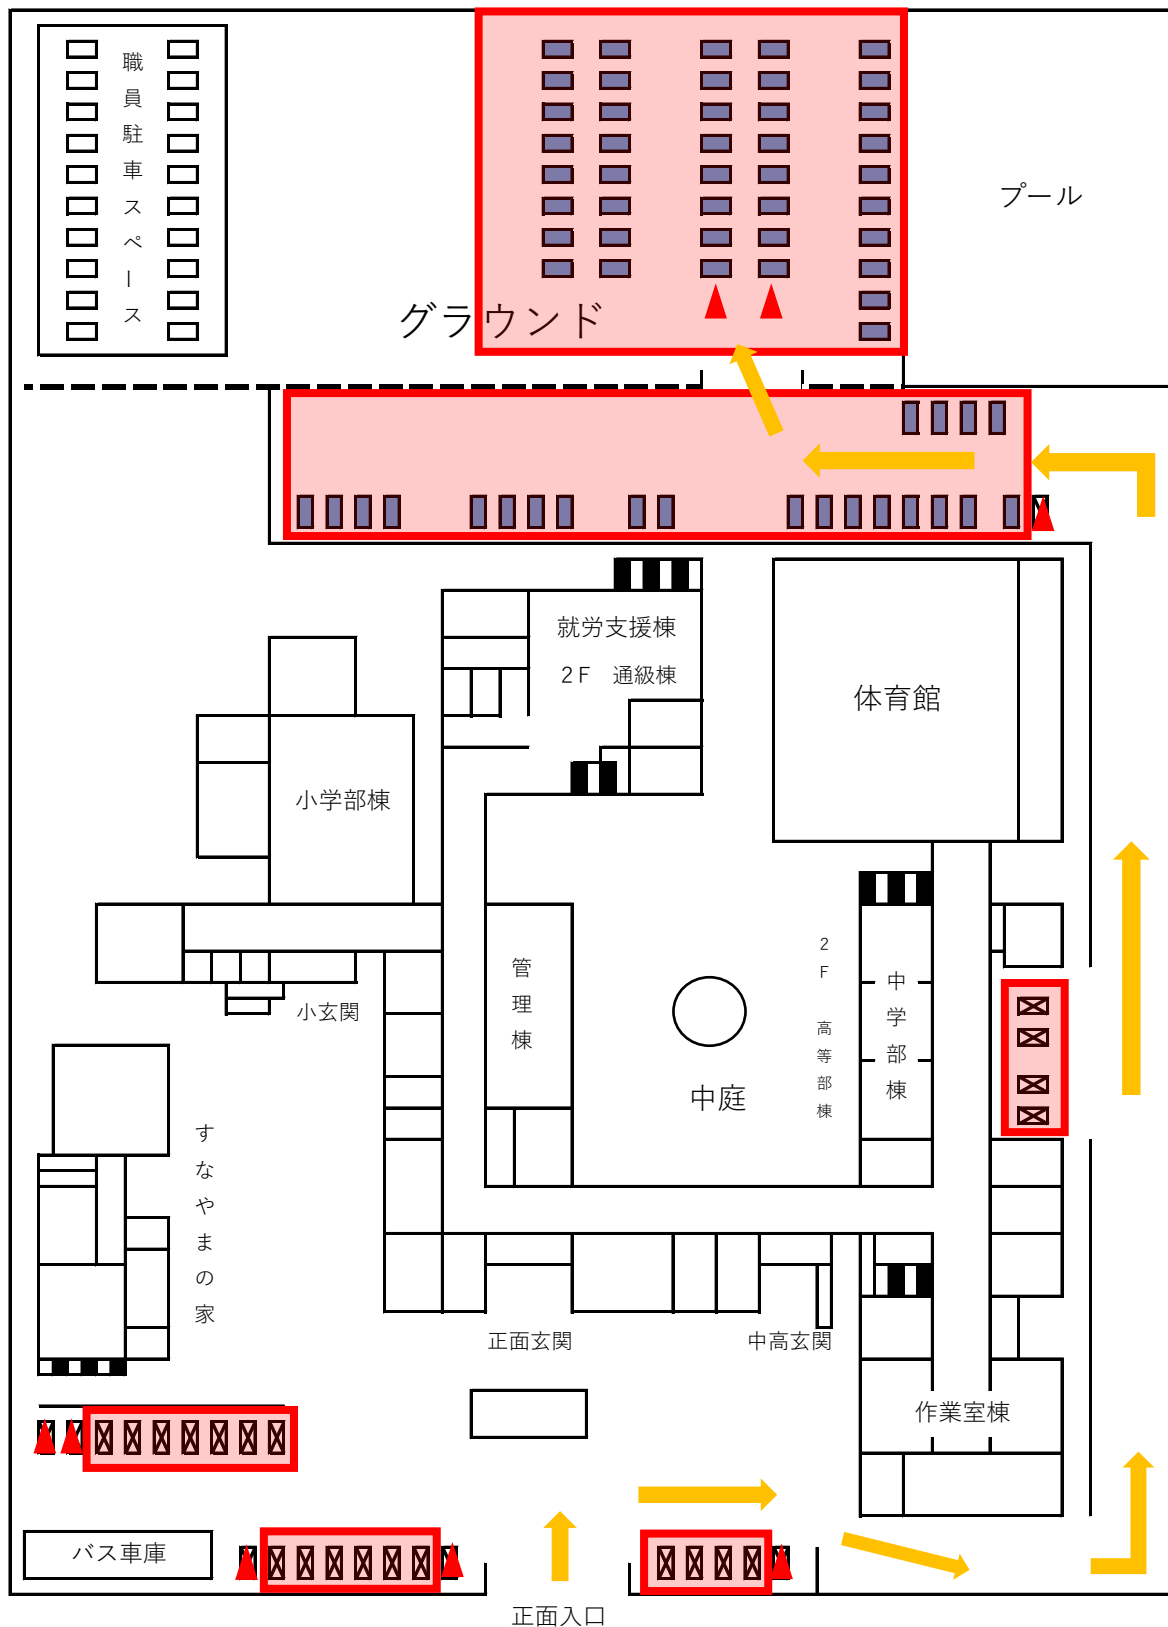 職員駐車スペース
プール
グラウンド
就労支援棟
２Ｆ　通級棟
体育館
小学部棟
管理棟
２Ｆ　高等部棟
中学部棟
小玄関
中庭
すなやまの家
正面玄関
中高玄関
作業室棟
バス車庫
正面入口